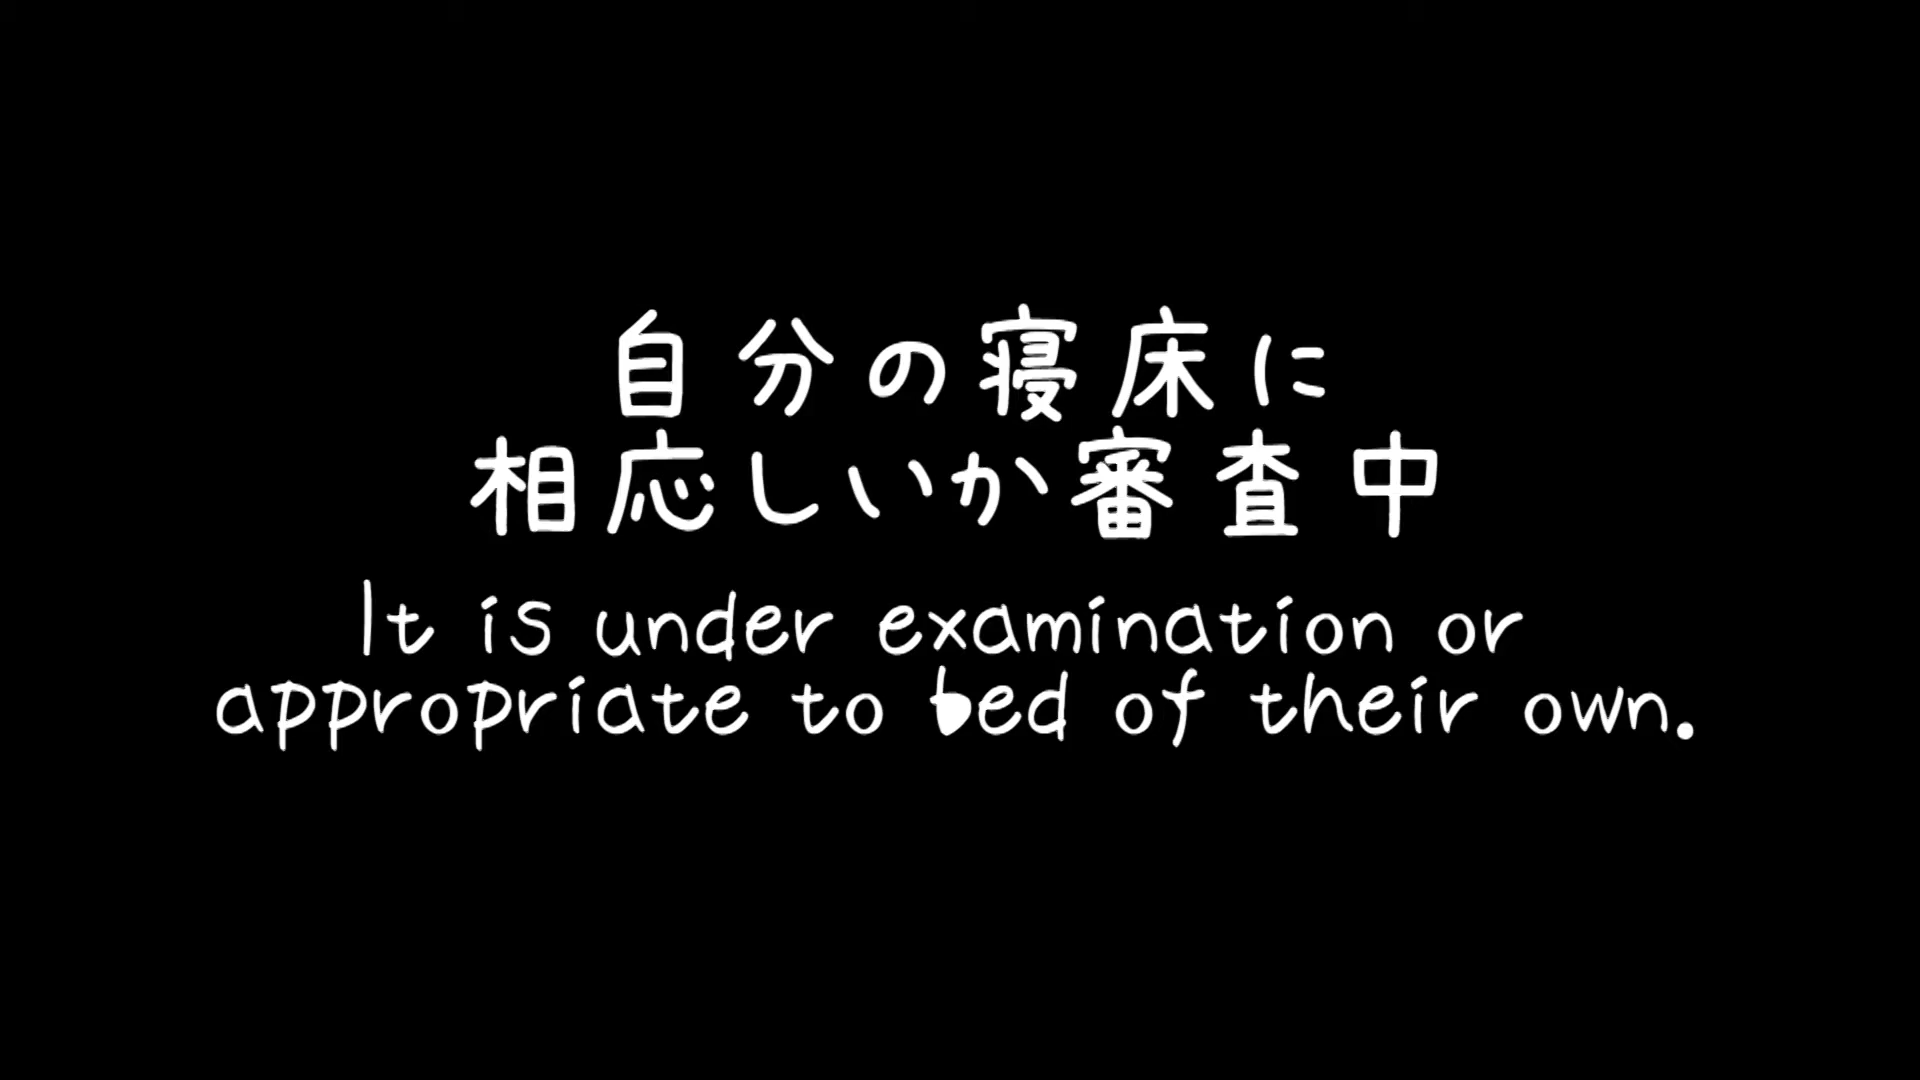 自分の寝床に
相応しいか審査中
It is under examination or
appropriate to bed of their own.